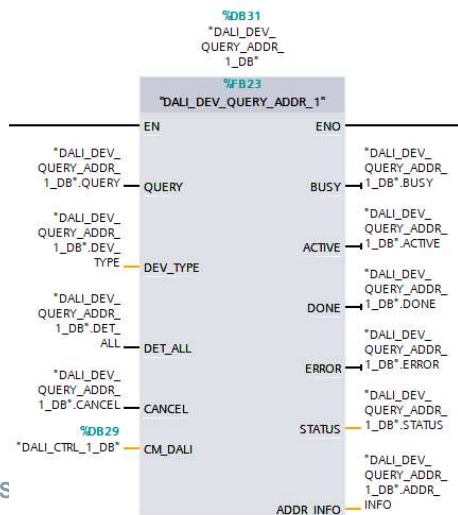 %DB31
"DALI_DEV_
QUERY_ADDR_
1_DB"
%FB23
"DALI_DEV_QUERY_ADDR_1"
EN
ENO
"DALI_DEV_
QUERY_ADDR_
1_DB".QUERY
QUERY
"DALI_DEV_
QUERY_ADDR_
1_DB".DEV_
TYPE
DEV_TYPE
"DALI_DEV_
QUERY_ADDR_
1_DB".DET_
ALL
DET_ALL
"DALI_DEV_
QUERY_ADDR_
1_DB".CANCEL
CANCEL
%DB29
"DALI_CTRL_1_DB"
CM_DALI
BUSY
"DALI_DEV_
QUERY_ADDR_
1_DB".BUSY
ACTIVE
"DALI_DEV_
QUERY_ADDR_
1_DB".ACTIVE
DONE
"DALI_DEV_
QUERY_ADDR_
1_DB".DONE
ERROR
"DALI_DEV_
QUERY_ADDR_
1_DB".ERROR
STATUS
"DALI_DEV_
QUERY_ADDR_
1_DB".STATUS
ADDR_INFO
"DALI_DEV_
QUERY_ADDR_
1_DB".ADDR_
INFO
s